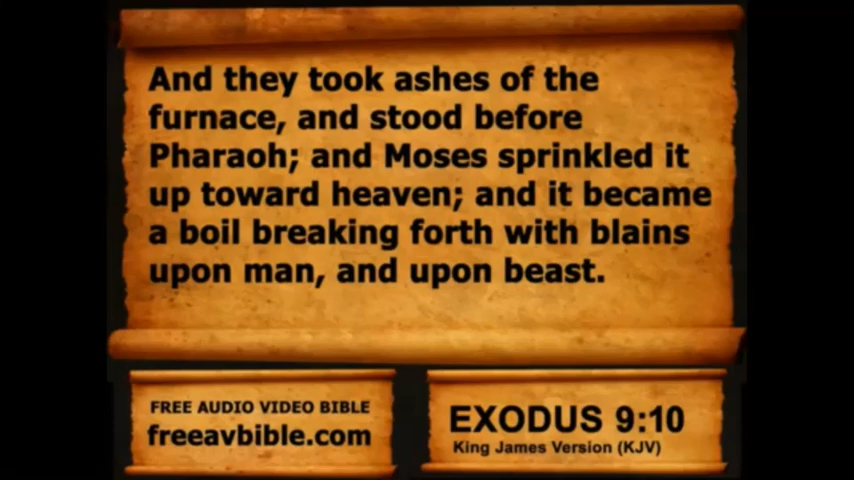 And they took ashes of the
furnace, and stood before
Pharaoh; and Moses sprinkled it
up toward heaven; and it became
a boil breaking forth with blains
upon man, and upon beast.
FREE AUDIO VIDEO BIBLE
freeavbible.com
EXODUS 9:10
King James Version (KJV)